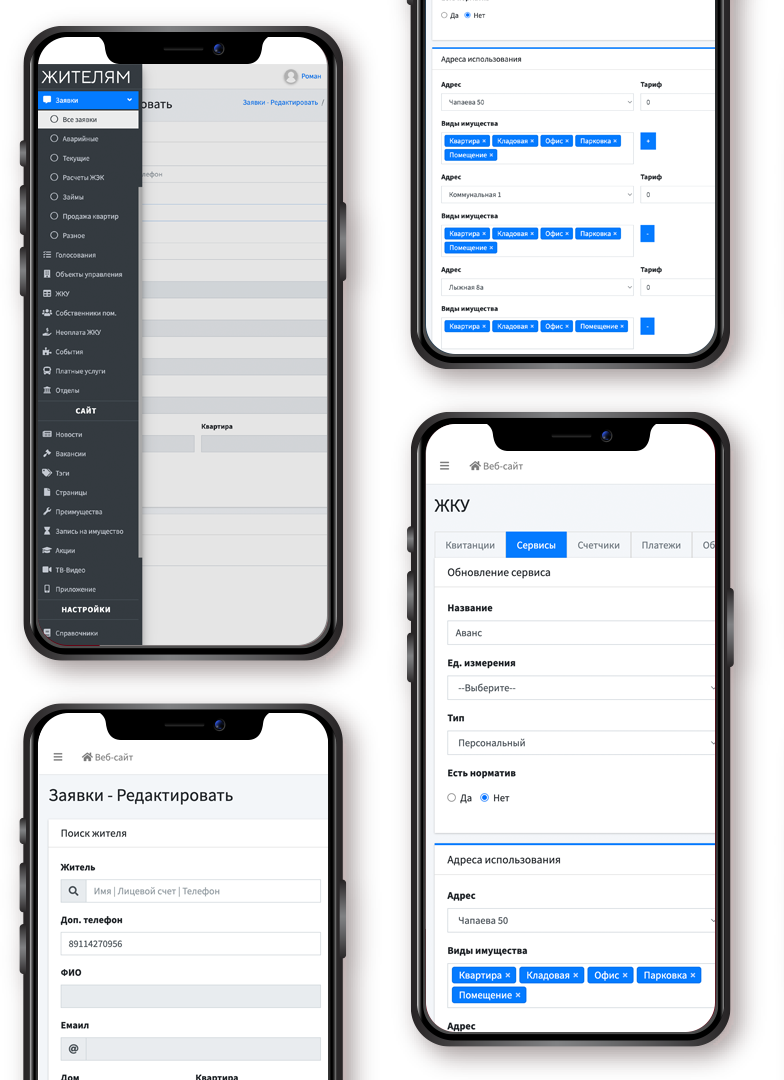 ЖИТЕЛЯМ
Роман
Заявки
овать
Заявки - Редактировать /
Все заявки
Аварийные
Текущие
лефон
Расчеты ЖЭК
Займы
Продажа квартир
Разное
Голосования
Объекты управления
ЖКУ
Собственники пом.
Неоплата ЖКУ
События
Платные услуги
Отделы
САЙТ
Квартира
Новости
Вакансии
Тэги
Страницы
Преимущества
Запись на имущество
Акции
ТВ-Видео
Приложение
НАСТРОЙКИ
Справочники
Веб-сайт
Заявки - Редактировать
Поиск жителя
Житель
Имя | Лицевой счет | Телефон
Доп. телефон
89114270956
ФИО
Емаил
@
Дом Квартира
Да Нет
Адреса использования
Адрес Тариф
Чапаева 50 0
Виды имущества
Квартира × Кладовая × Офис × Парковка × +
Помещение ×
Адрес Тариф
Коммунальная 1 0
Виды имущества
Квартира × Кладовая × Офис × Парковка × -
Помещение ×
Адрес Тариф
Лыжная 8а 0
Виды имущества
Квартира × Кладовая × Офис × Помещение × -
Веб-сайт
ЖКУ
Квитанции Сервисы Счетчики Платежи Об
Обновление сервиса
Название
Аванс
Ед. измерения
--Выберите--
Тип
Персональный
Есть норматив
Да Нет
Адреса использования
Адрес
Чапаева 50
Виды имущества
Квартира × Кладовая × Офис × Парковка ×
Помещение ×
Адрес